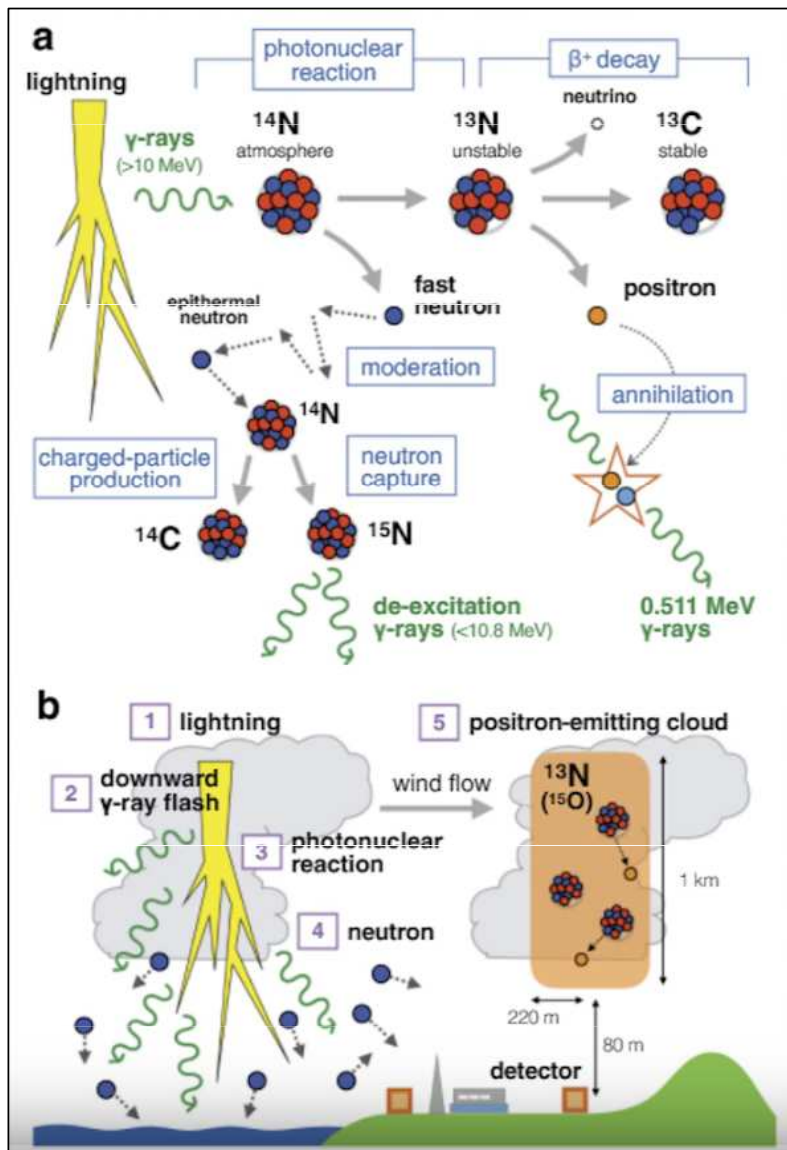 a
photonuclear
reaction
β⁺ decay
lightning
neutrino
¹⁴N
atmosphere
¹³N
unstable
¹³C
stable
γ-rays
(>10 MeV)
fast
neutron
positron
epithermal
neutron
moderation
annihilation
¹⁴N
charged-particle
production
neutron
capture
¹⁴C
¹⁵N
de-excitation
γ-rays (<10.8 MeV)
0.511 MeV
γ-rays
b
1 lightning
5 positron-emitting cloud
2 downward
γ-ray flash
wind flow
¹³N
(¹⁵O)
3 photonuclear
reaction
1 km
4 neutron
220 m
80 m
detector